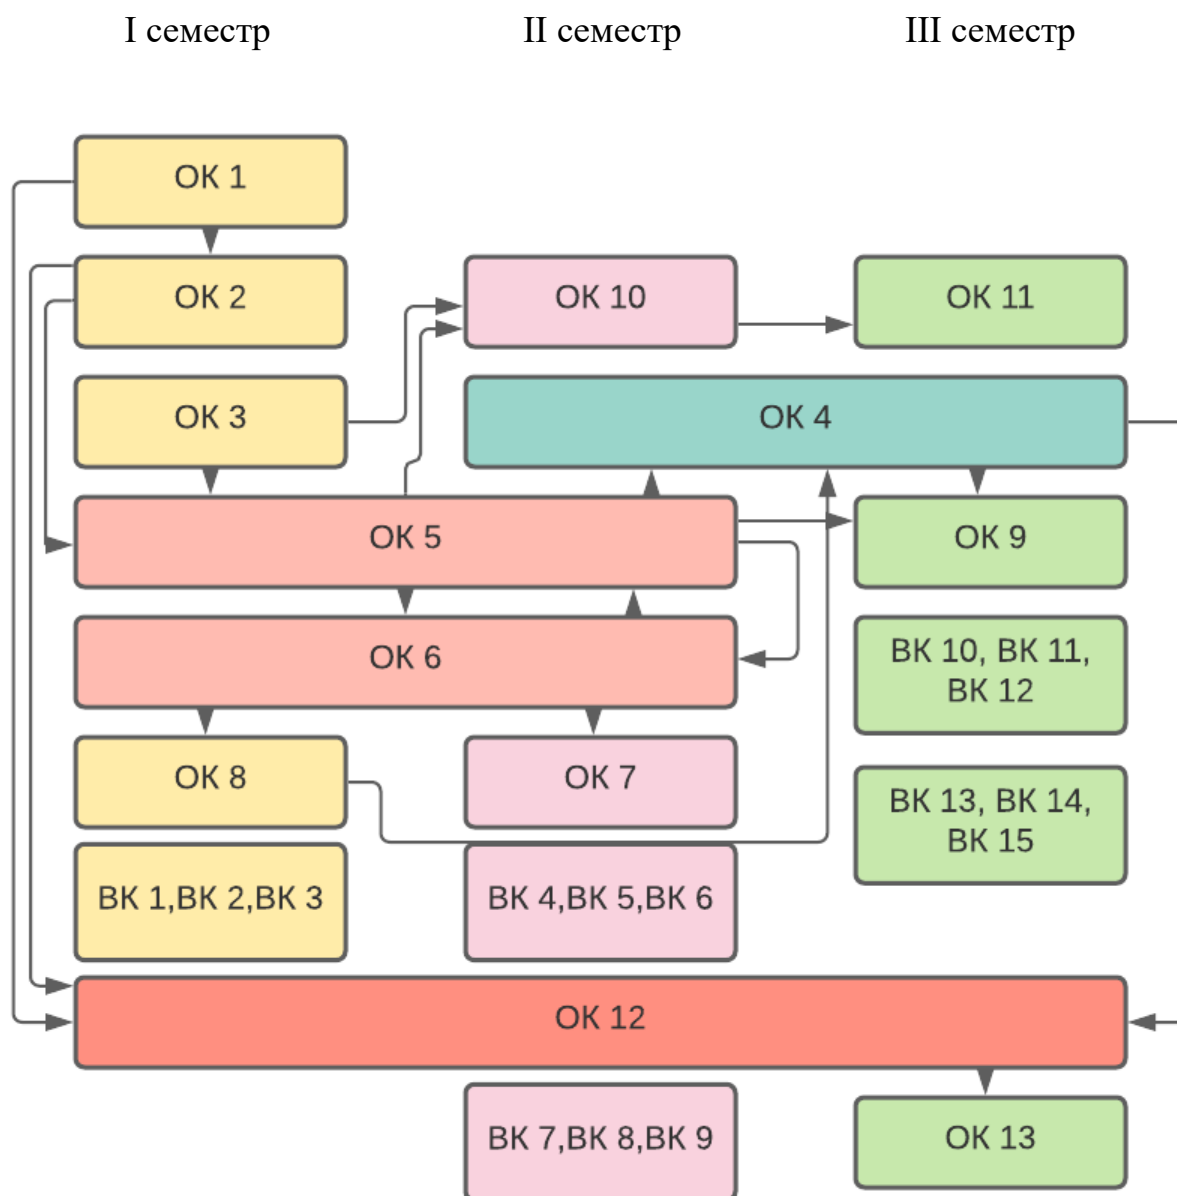 I семестр
II семестр
III семестр
ОК 1
ОК 2
ОК 10
ОК 11
ОК 3
ОК 4
ОК 5
ОК 9
ОК 6
ВК 10, ВК 11,
ВК 12
ОК 8
ОК 7
ВК 13, ВК 14,
ВК 15
ВК 1,ВК 2,ВК 3
ВК 4,ВК 5,ВК 6
ОК 12
ВК 7,ВК 8,ВК 9
ОК 13